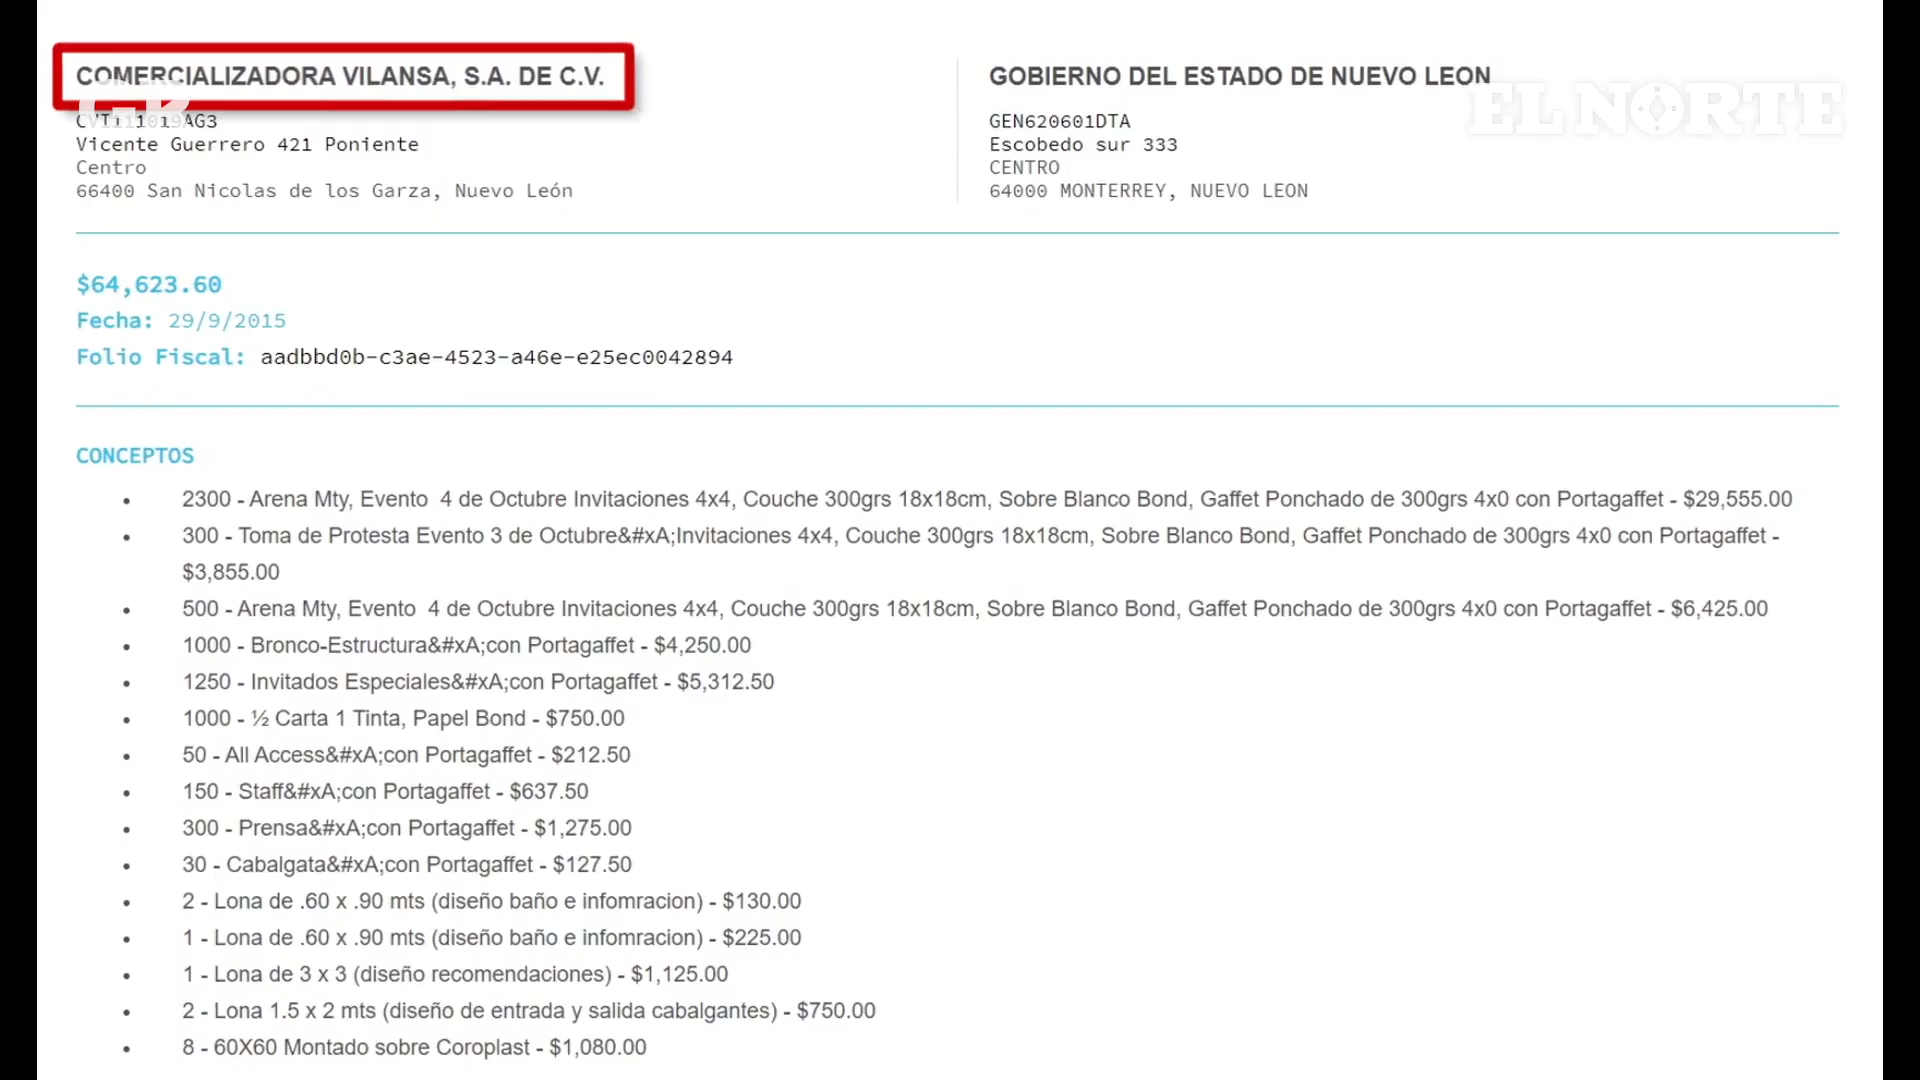 COMERCIALIZADORA VILANSA, S.A. DE C.V.
Vicente Guerrero 421 Poniente
Centro
66400 San Nicolas de los Garza, Nuevo León
GOBIERNO DEL ESTADO DE NUEVO LEON
EL NORTE
GEN620601DTA
Escobedo sur 333
CENTRO
64000 MONTERREY, NUEVO LEON
$64,623.60
Fecha: 29/9/2015
Folio Fiscal: aadbbd0b-c3ae-4523-a46e-e25ec0042894
CONCEPTOS
• 2300 - Arena Mty, Evento 4 de Octubre Invitaciones 4x4, Couche 300grs 18x18cm, Sobre Blanco Bond, Gaffet Ponchado de 300grs 4x0 con Portagaffet - $29,555.00
• 300 - Toma de Protesta Evento 3 de Octubre&#xA;Invitaciones 4x4, Couche 300grs 18x18cm, Sobre Blanco Bond, Gaffet Ponchado de 300grs 4x0 con Portagaffet -
$3,855.00
• 500 - Arena Mty, Evento 4 de Octubre Invitaciones 4x4, Couche 300grs 18x18cm, Sobre Blanco Bond, Gaffet Ponchado de 300grs 4x0 con Portagaffet - $6,425.00
• 1000 - Bronco-Estructura&#xA;con Portagaffet - $4,250.00
• 1250 - Invitados Especiales&#xA;con Portagaffet - $5,312.50
• 1000 - ½ Carta 1 Tinta, Papel Bond - $750.00
• 50 - All Access&#xA;con Portagaffet - $212.50
• 150 - Staff&#xA;con Portagaffet - $637.50
• 300 - Prensa&#xA;con Portagaffet - $1,275.00
• 30 - Cabalgata&#xA;con Portagaffet - $127.50
• 2 - Lona de .60 x .90 mts (diseño baño e infomracion) - $130.00
• 1 - Lona de .60 x .90 mts (diseño baño e infomracion) - $225.00
• 1 - Lona de 3 x 3 (diseño recomendaciones) - $1,125.00
• 2 - Lona 1.5 x 2 mts (diseño de entrada y salida cabalgantes) - $750.00
• 8 - 60X60 Montado sobre Coroplast - $1,080.00